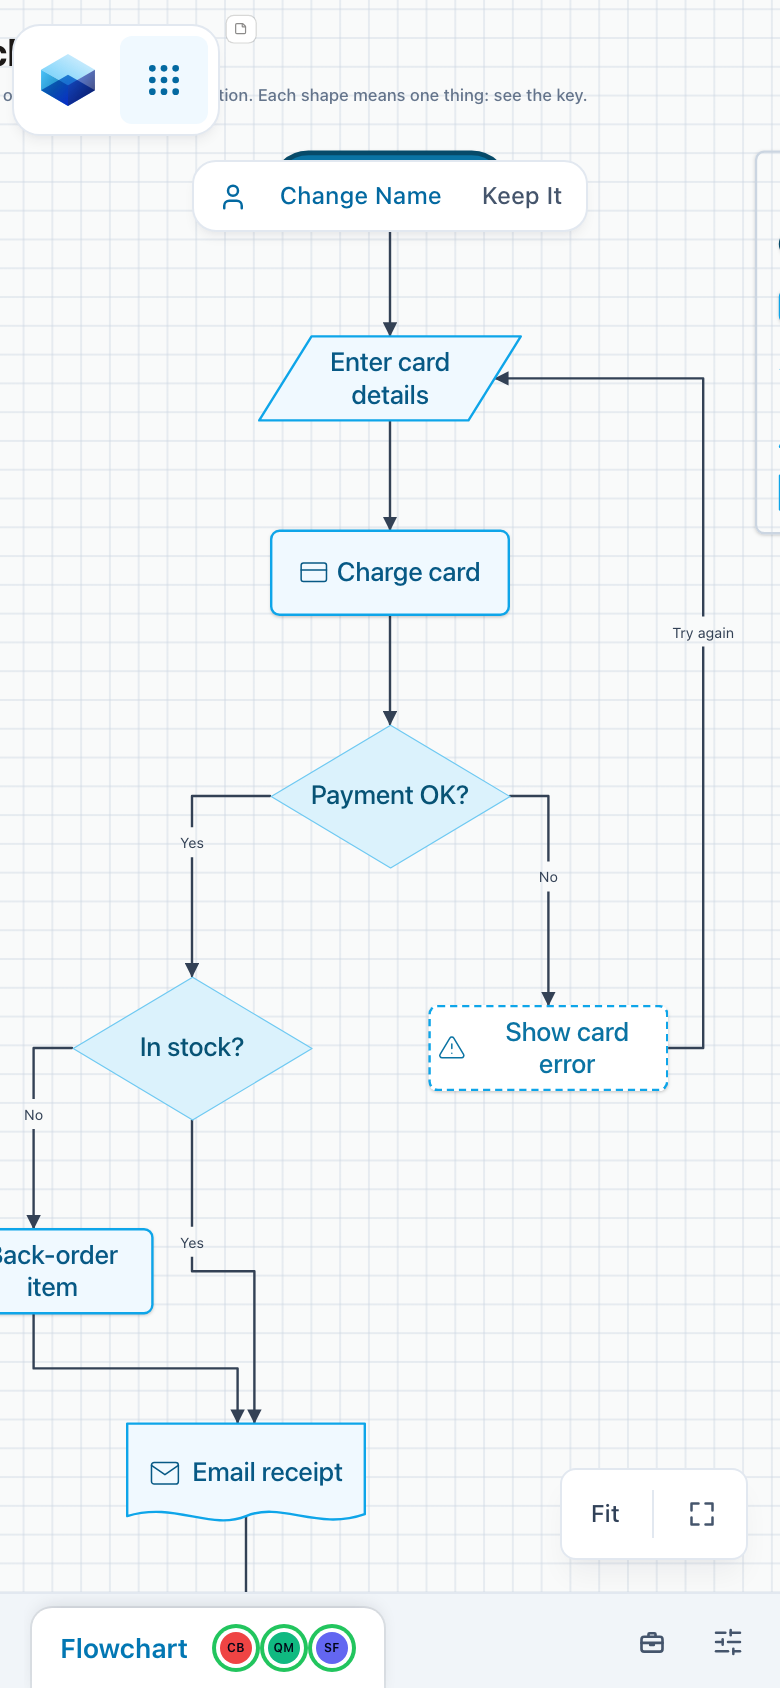 tion. Each shape means one thing: see the key.
Change Name Keep It
Enter card
details
Charge card
Try again
Payment OK?
Yes
No
In stock?
Show card
error
No
Back-order
item
Yes
Email receipt
Fit
Flowchart CB QM SF